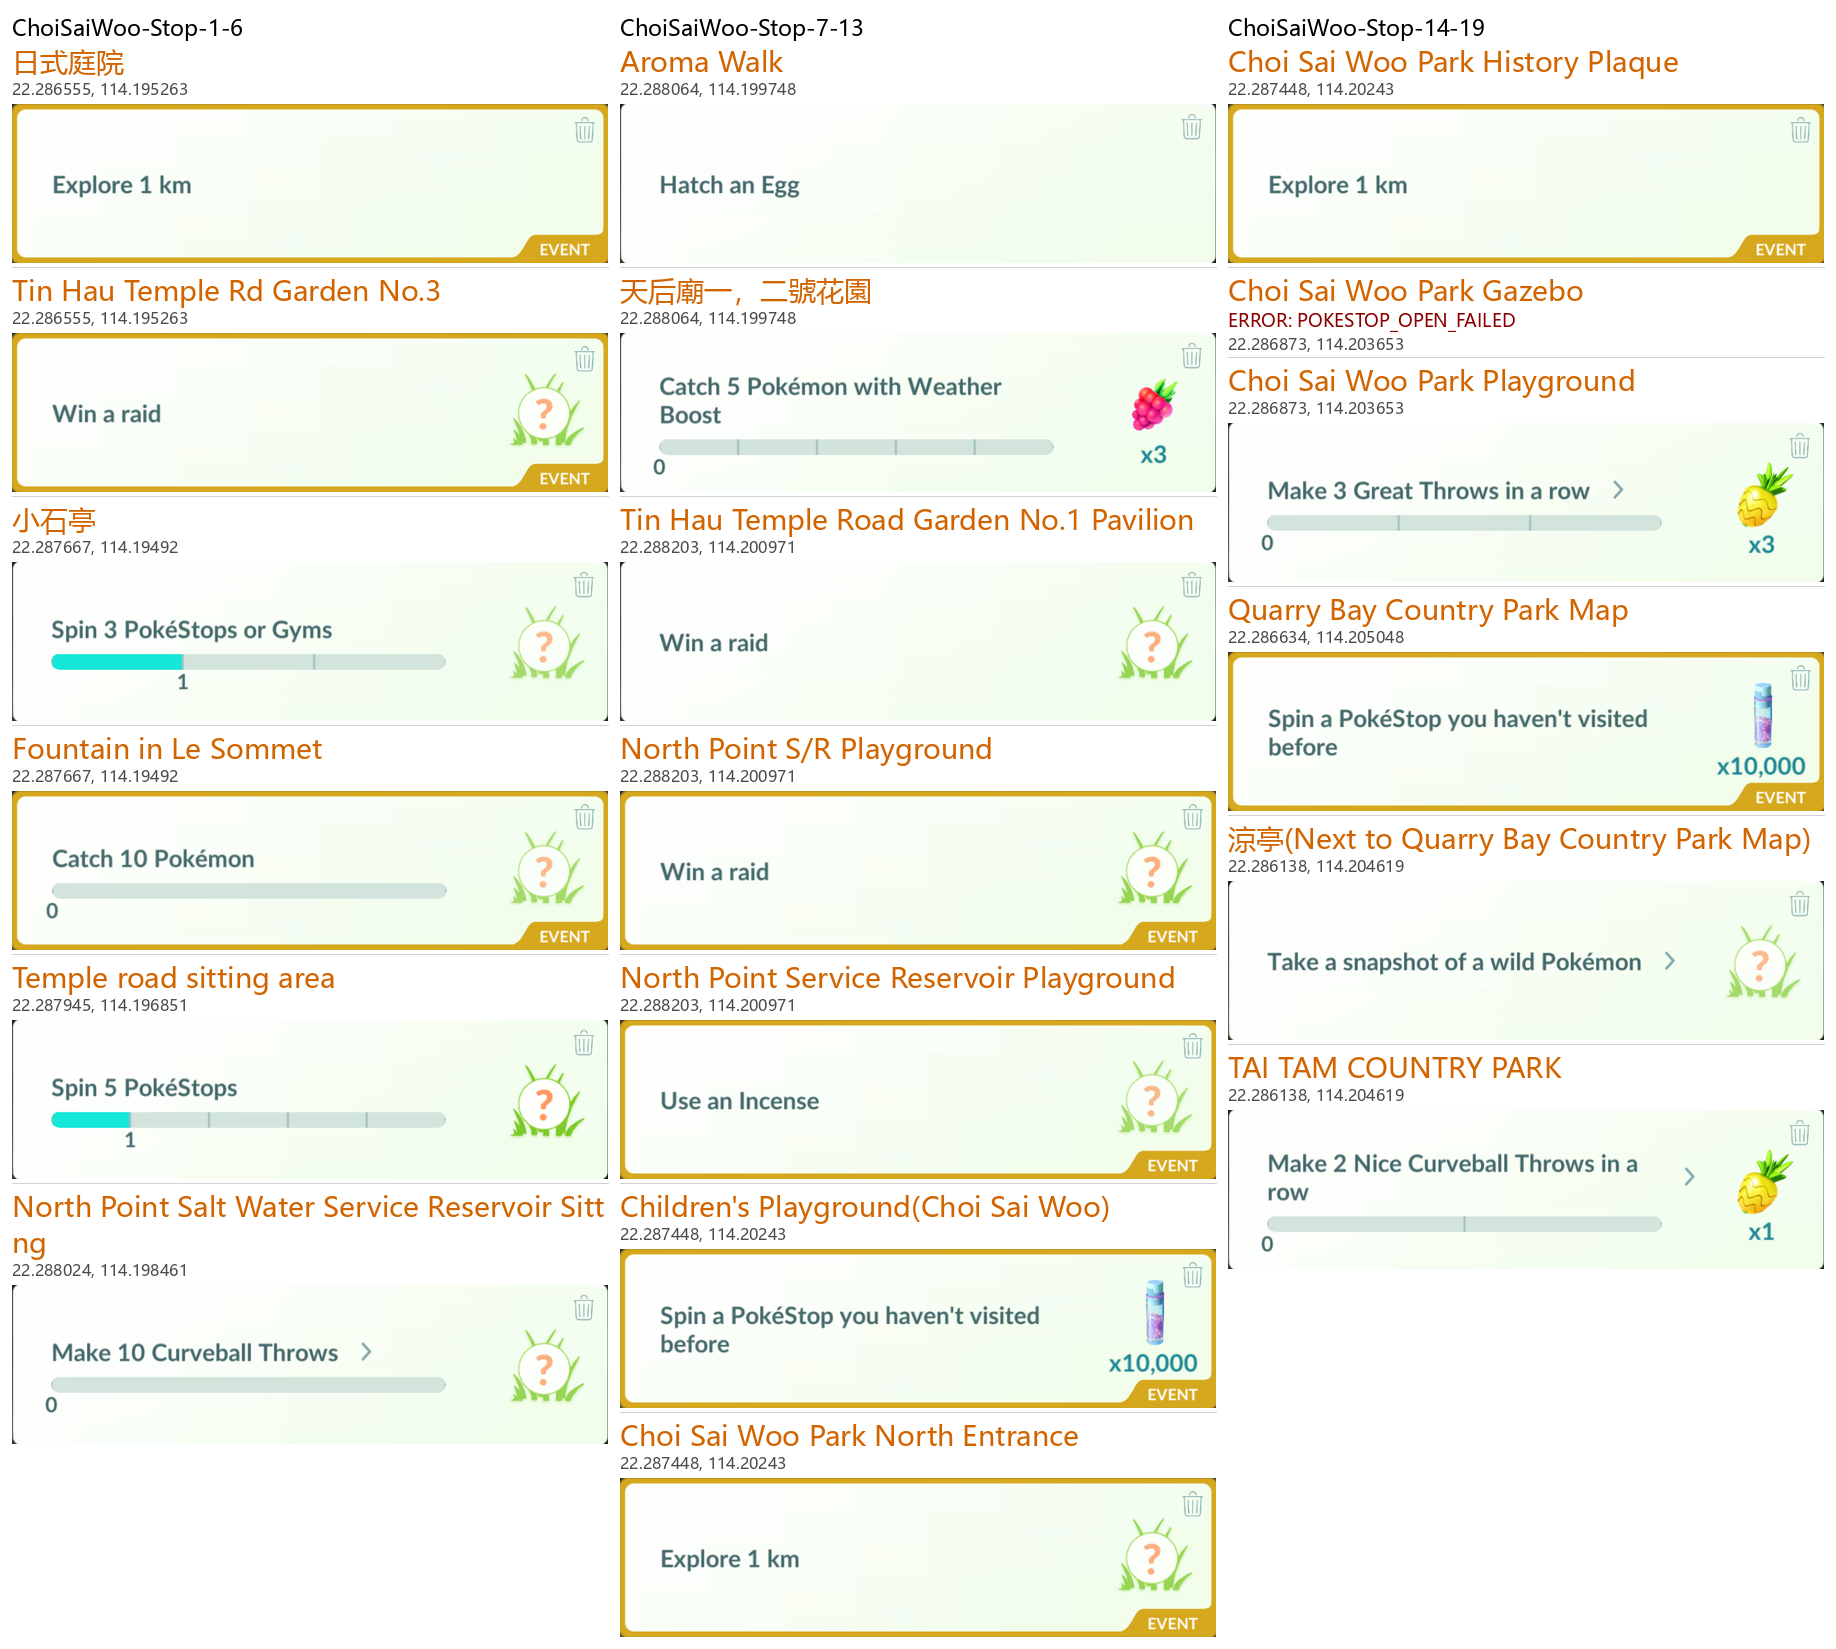 ChoiSaiWoo-Stop-1-6
日式庭院
22.286555, 114.195263
Explore 1 km
EVENT
Tin Hau Temple Rd Garden No.3
22.286555, 114.195263
Win a raid
?
EVENT
小石亭
22.287667, 114.19492
Spin 3 PokéStops or Gyms
1
?
Fountain in Le Sommet
22.287667, 114.19492
Catch 10 Pokémon
0
?
EVENT
Temple road sitting area
22.287945, 114.196851
Spin 5 PokéStops
1
?
North Point Salt Water Service Reservoir Sitt
ng
22.288024, 114.198461
Make 10 Curveball Throws >
0
?
ChoiSaiWoo-Stop-7-13
Aroma Walk
22.288064, 114.199748
Hatch an Egg
天后廟一，二號花園
22.288064, 114.199748
Catch 5 Pokémon with Weather
Boost
0
x3
Tin Hau Temple Road Garden No.1 Pavilion
22.288203, 114.200971
Win a raid
?
North Point S/R Playground
22.288203, 114.200971
Win a raid
?
EVENT
North Point Service Reservoir Playground
22.288203, 114.200971
Use an Incense
?
EVENT
Children's Playground(Choi Sai Woo)
22.287448, 114.20243
Spin a PokéStop you haven't visited
before
x10,000
EVENT
Choi Sai Woo Park North Entrance
22.287448, 114.20243
Explore 1 km
?
EVENT
ChoiSaiWoo-Stop-14-19
Choi Sai Woo Park History Plaque
22.287448, 114.20243
Explore 1 km
EVENT
Choi Sai Woo Park Gazebo
ERROR: POKESTOP_OPEN_FAILED
22.286873, 114.203653
Choi Sai Woo Park Playground
22.286873, 114.203653
Make 3 Great Throws in a row >
0
x3
Quarry Bay Country Park Map
22.286634, 114.205048
Spin a PokéStop you haven't visited
before
x10,000
EVENT
涼亭(Next to Quarry Bay Country Park Map)
22.286138, 114.204619
Take a snapshot of a wild Pokémon >
?
TAI TAM COUNTRY PARK
22.286138, 114.204619
Make 2 Nice Curveball Throws in a
row >
0
x1